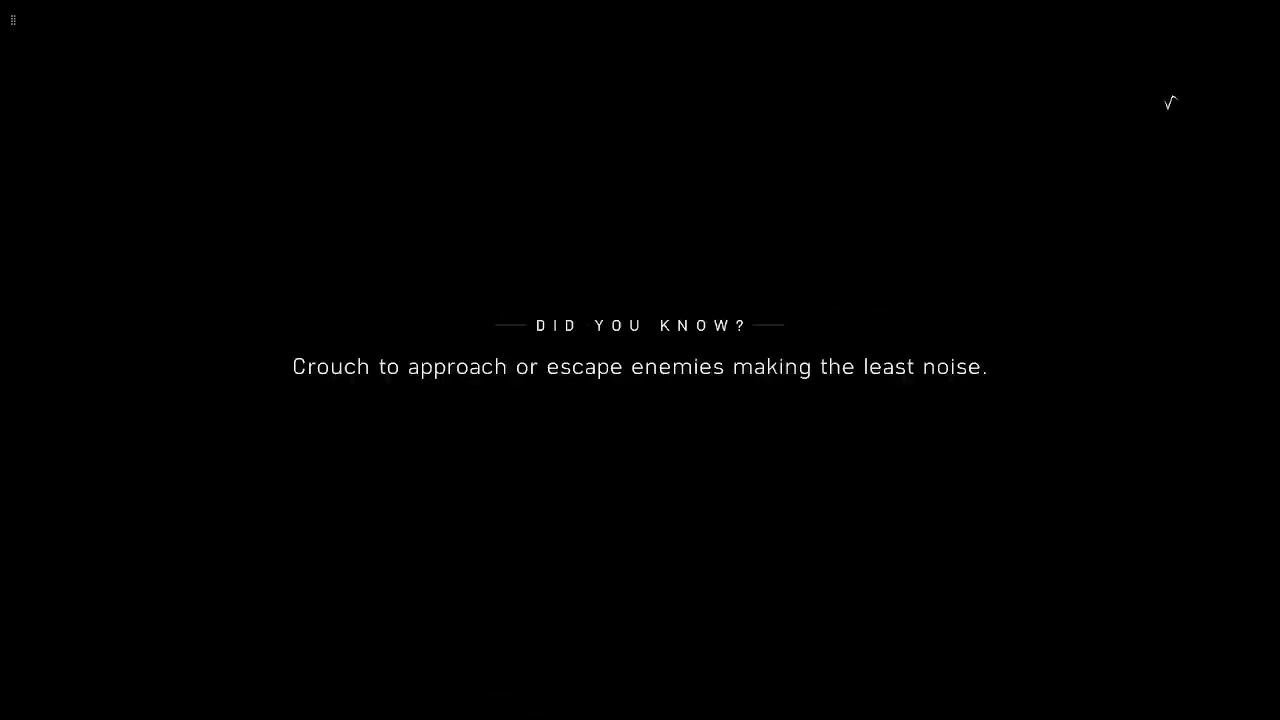 DID YOU KNOW?
Crouch to approach or escape enemies making the least noise.